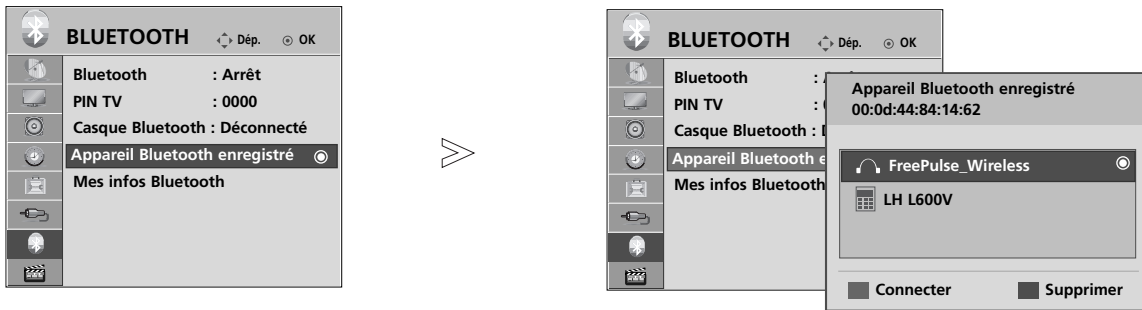 BLUETOOTH Dép. OK
Bluetooth : Arrêt
PIN TV : 0000
Casque Bluetooth : Déconnecté
Appareil Bluetooth enregistré
Mes infos Bluetooth
BLUETOOTH Dép. OK
Bluetooth :
PIN TV :
Casque Bluetooth :
Appareil Bluetooth
Mes infos Bluetooth
Appareil Bluetooth enregistré
00:0d:44:84:14:62
FreePulse_Wireless
LH L600V
Connecter Supprimer